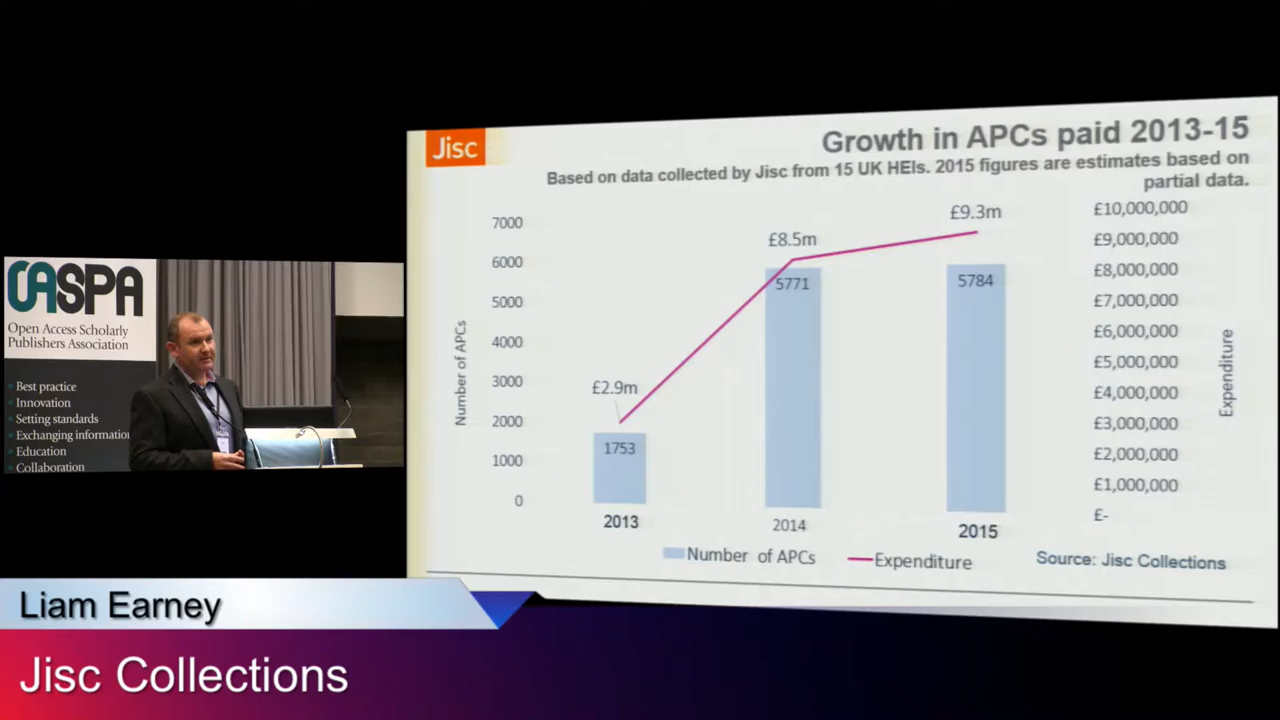 OASPA
Open Access Scholarly
Publishers Association
Best practice
Innovation
Setting standards
Exchanging information
Education
Collaboration
Jisc
Growth in APCs paid 2013-15
Based on data collected by Jisc from 15 UK HEIs. 2015 figures are estimates based on
partial data.
Number of APCs
7000
6000
5000
4000
3000
2000
1000
0
£2.9m
£8.5m
£9.3m
1753
5771
5784
2013
2014
2015
£10,000,000
£9,000,000
£8,000,000
£7,000,000
£6,000,000
£5,000,000
£4,000,000
£3,000,000
£2,000,000
£1,000,000
£-
Expenditure
Number of APCs
Expenditure
Source: Jisc Collections
Liam Earney
Jisc Collections